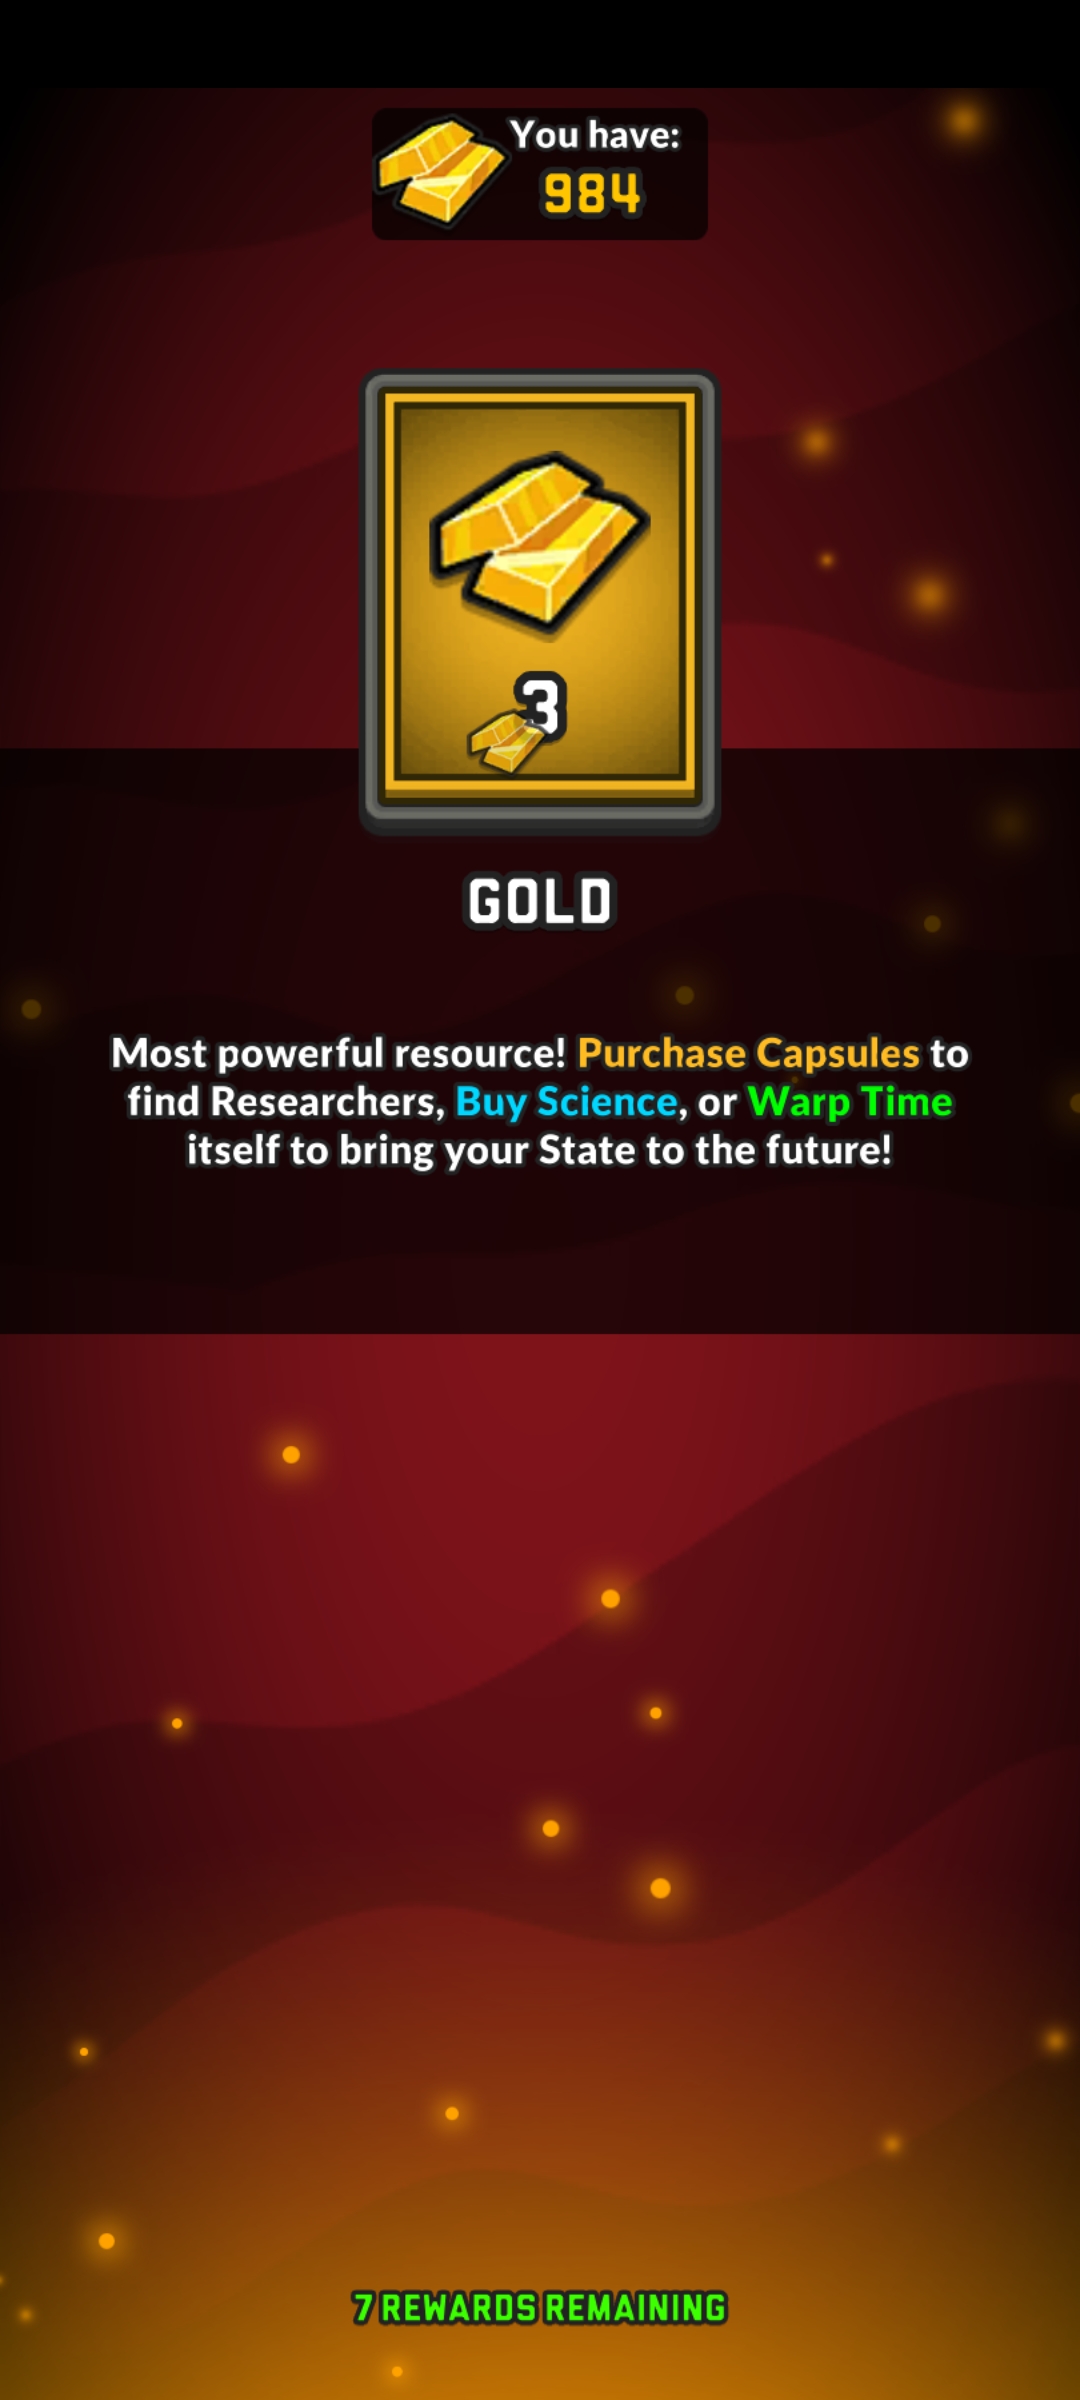 You have:
984
3
GOLD
Most powerful resource! Purchase Capsules to
find Researchers, Buy Science, or Warp Time
itself to bring your State to the future!
7 REWARDS REMAINING